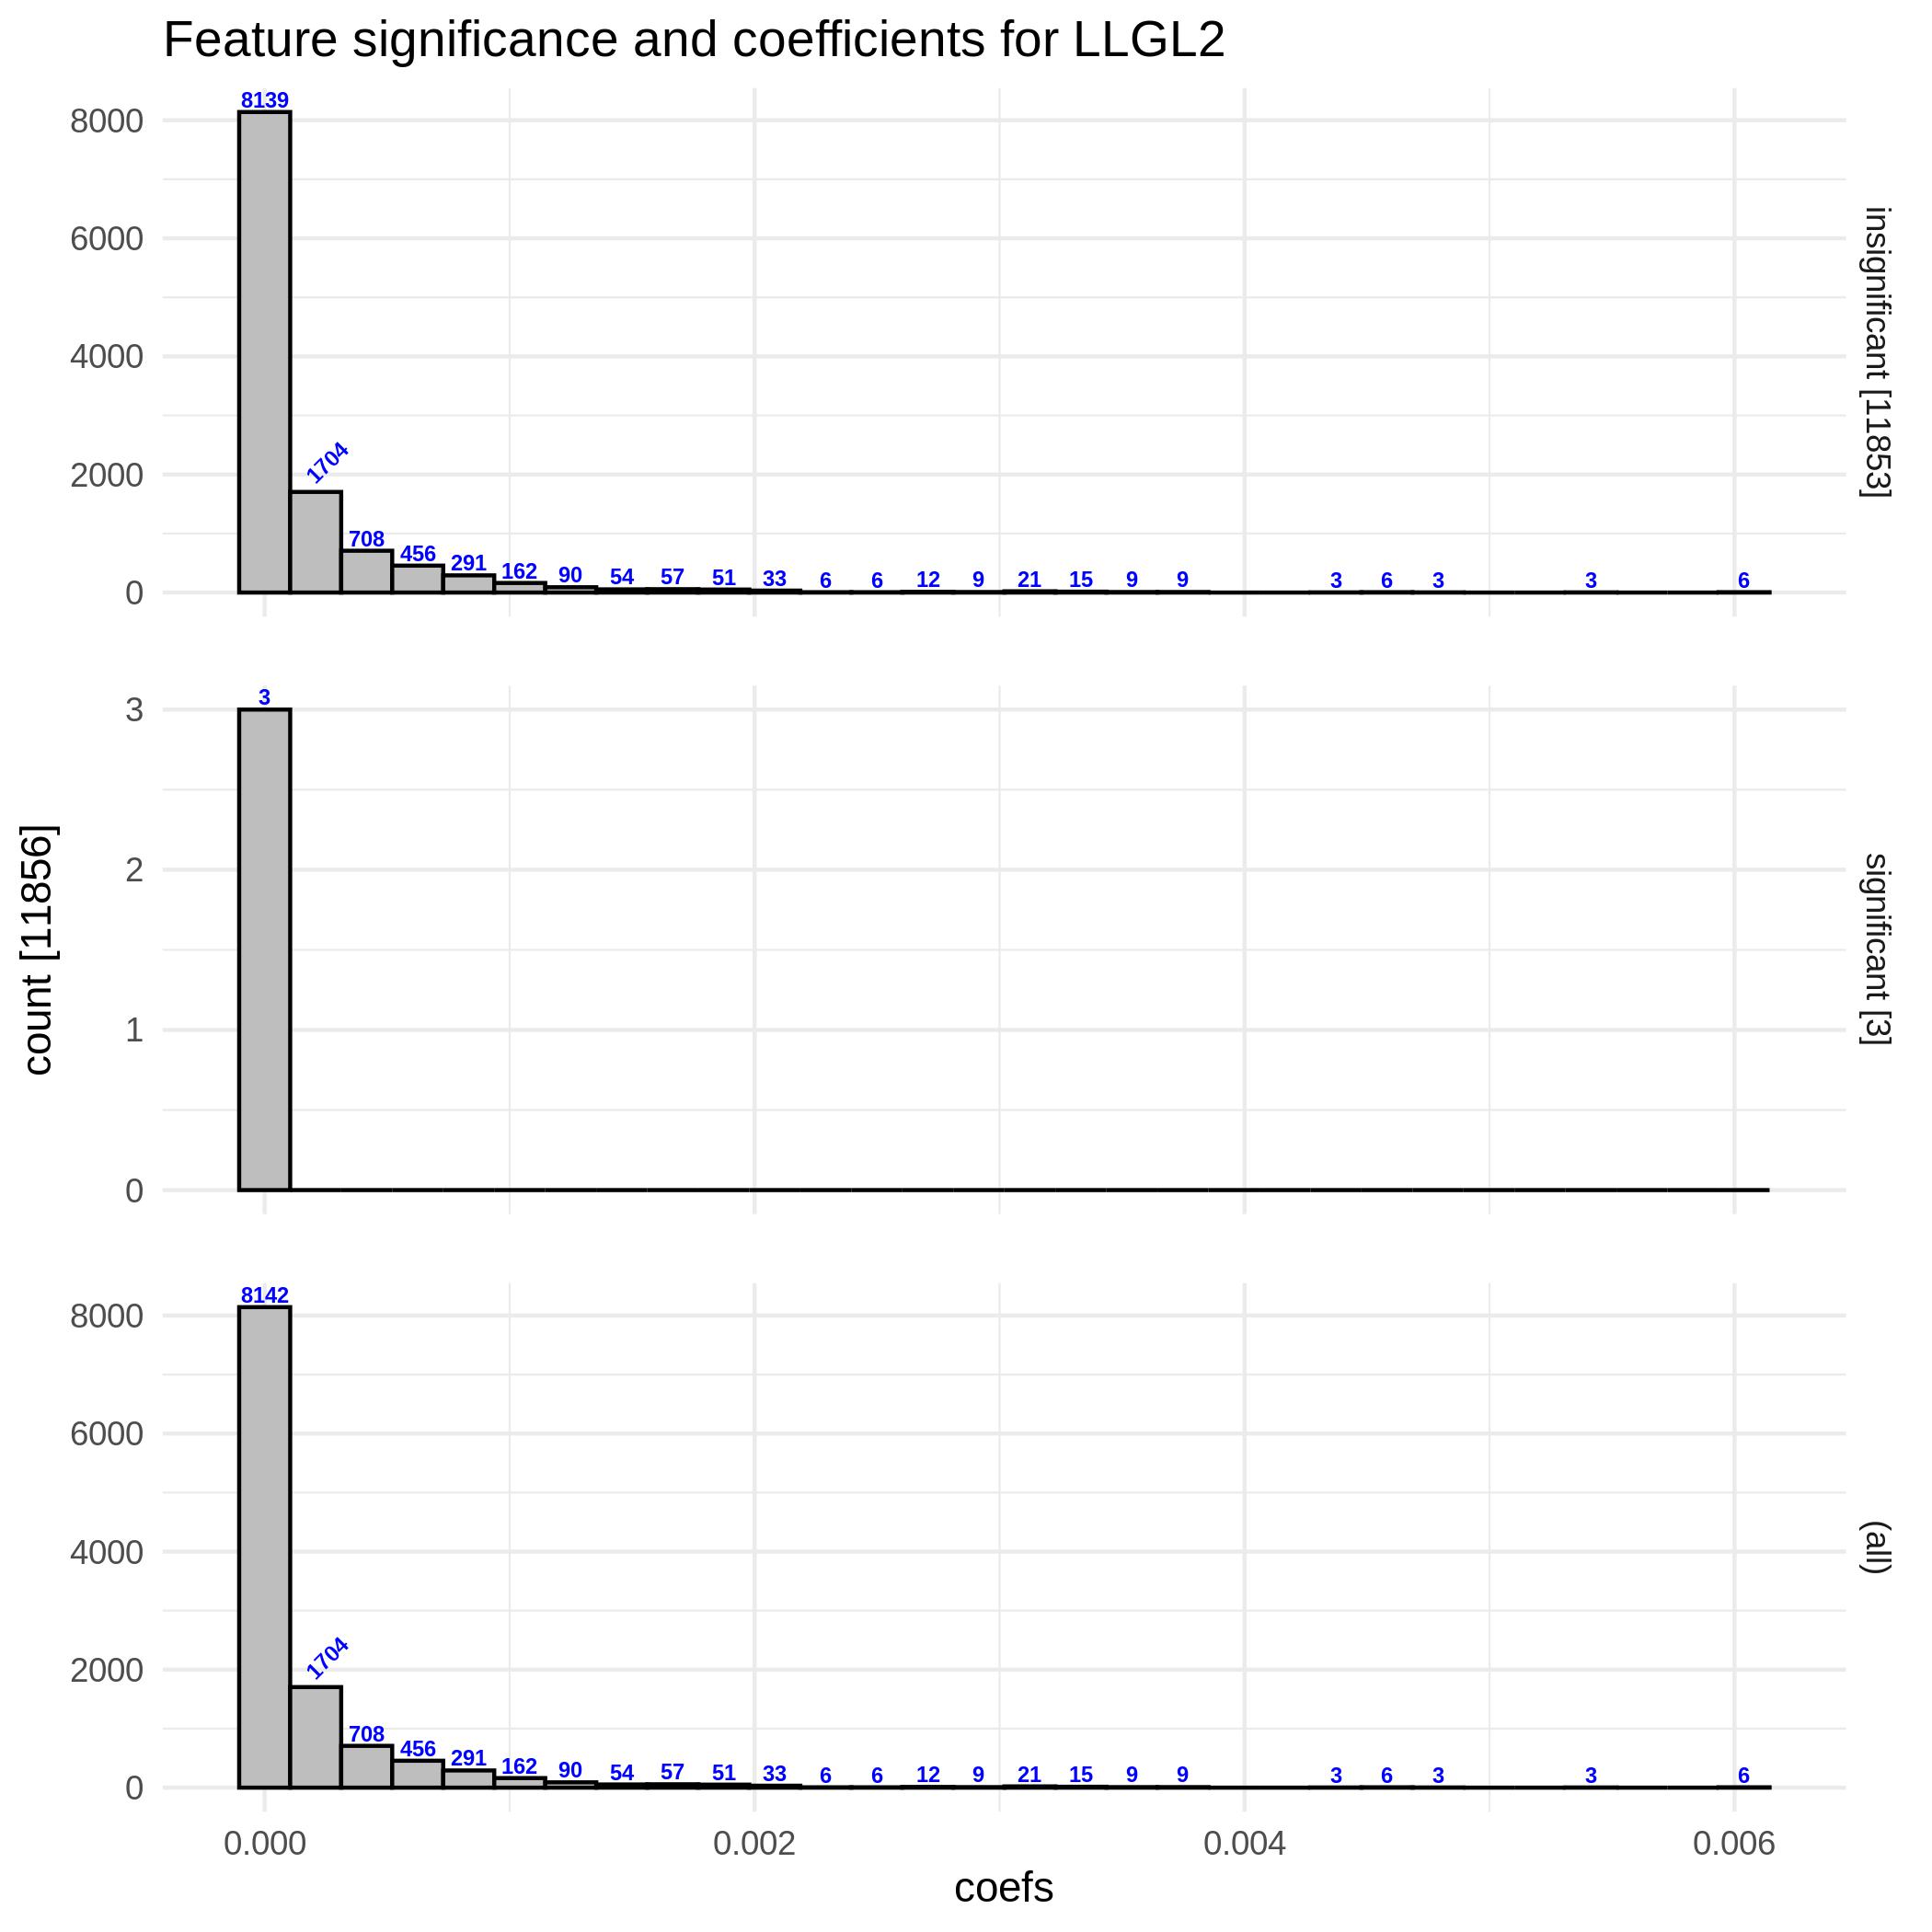 Feature significance and coefficients for LLGL2
8139
8000
6000
4000
2000
0
1704
708 456 291 162 90 54 57 51 33 6 6 12 9 21 15 9 9 3 6 3 3 6
insignificant [11853]
3
3
2
1
0
significant [3]
count [11856]
8142
8000
6000
4000
2000
0
1704
708 456 291 162 90 54 57 51 33 6 6 12 9 21 15 9 9 3 6 3 3 6
(all)
0.000 0.002 0.004 0.006
coefs